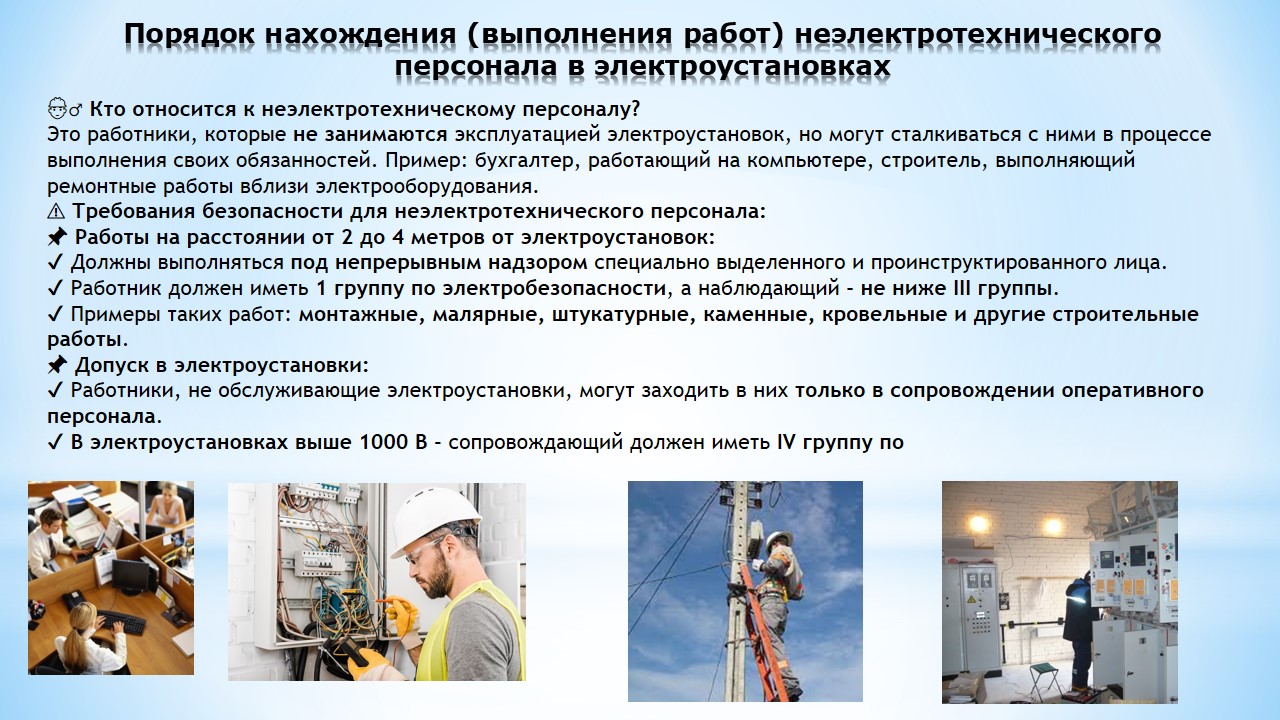 Порядок нахождения (выполнения работ) неэлектротехнического
персонала в электроустановках
👷♂ Кто относится к неэлектротехническому персоналу?
Это работники, которые не занимаются эксплуатацией электроустановок, но могут сталкиваться с ними в процессе
выполнения своих обязанностей. Пример: бухгалтер, работающий на компьютере, строитель, выполняющий
ремонтные работы вблизи электрооборудования.
⚠ Требования безопасности для неэлектротехнического персонала:
📌 Работы на расстоянии от 2 до 4 метров от электроустановок:
✔ Должны выполняться под непрерывным надзором специально выделенного и проинструктированного лица.
✔ Работник должен иметь 1 группу по электробезопасности, а наблюдающий – не ниже III группы.
✔ Примеры таких работ: монтажные, малярные, штукатурные, каменные, кровельные и другие строительные
работы.
📌 Допуск в электроустановки:
✔ Работники, не обслуживающие электроустановки, могут заходить в них только в сопровождении оперативного
персонала.
✔ В электроустановках выше 1000 В – сопровождающий должен иметь IV группу по